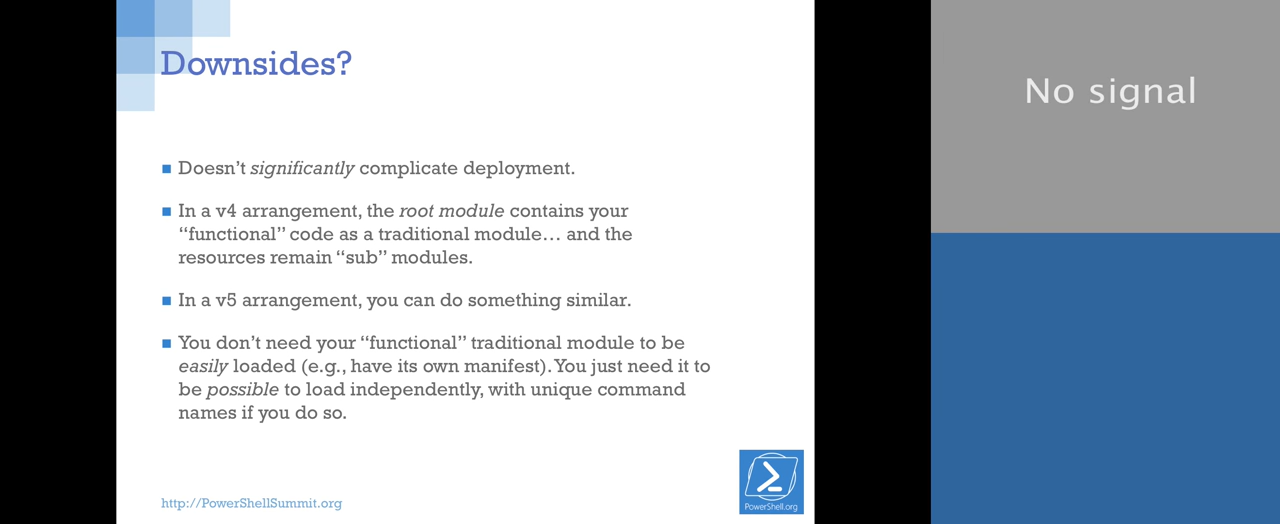 Downsides?
No signal
Doesn’t significantly complicate deployment.
In a v4 arrangement, the root module contains your
“functional” code as a traditional module… and the
resources remain “sub” modules.
In a v5 arrangement, you can do something similar.
You don’t need your “functional” traditional module to be
easily loaded (e.g., have its own manifest). You just need it to
be possible to load independently, with unique command
names if you do so.
http://PowerShellSummit.org
PowerShell.org